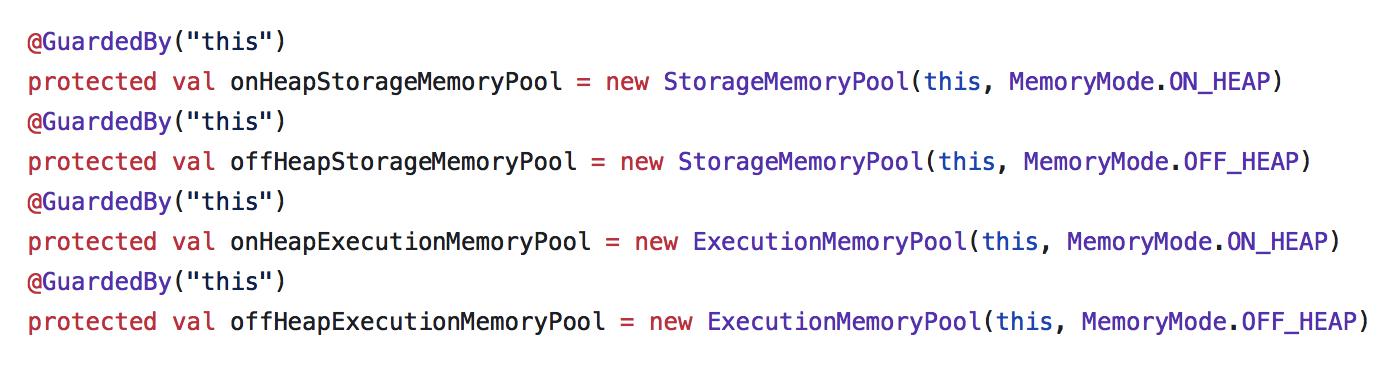 @GuardedBy("this")
protected val onHeapStorageMemoryPool = new StorageMemoryPool(this, MemoryMode.ON_HEAP)
@GuardedBy("this")
protected val offHeapStorageMemoryPool = new StorageMemoryPool(this, MemoryMode.OFF_HEAP)
@GuardedBy("this")
protected val onHeapExecutionMemoryPool = new ExecutionMemoryPool(this, MemoryMode.ON_HEAP)
@GuardedBy("this")
protected val offHeapExecutionMemoryPool = new ExecutionMemoryPool(this, MemoryMode.OFF_HEAP)